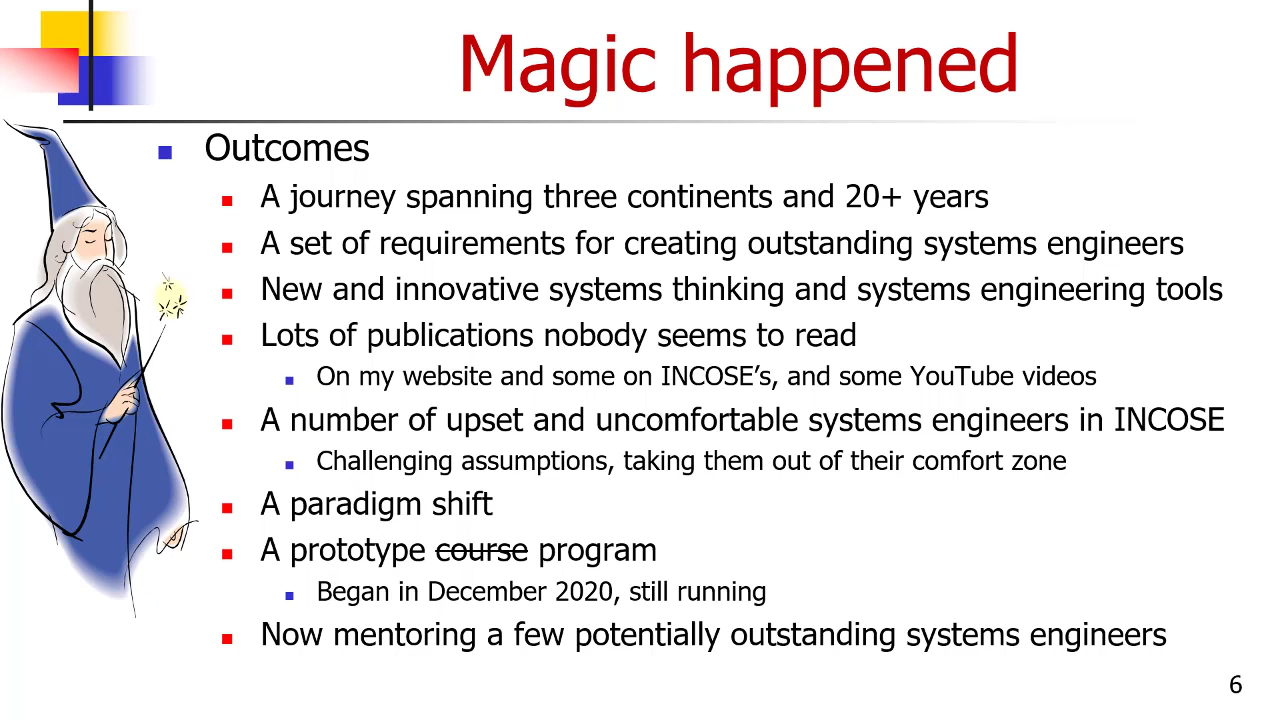 Magic happened
Outcomes
A journey spanning three continents and 20+ years
A set of requirements for creating outstanding systems engineers
New and innovative systems thinking and systems engineering tools
Lots of publications nobody seems to read
On my website and some on INCOSE’s, and some YouTube videos
A number of upset and uncomfortable systems engineers in INCOSE
Challenging assumptions, taking them out of their comfort zone
A paradigm shift
A prototype course program
Began in December 2020, still running
Now mentoring a few potentially outstanding systems engineers
6